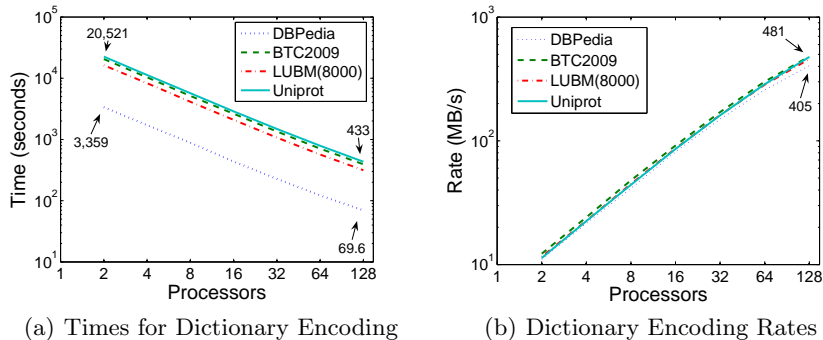 10^5
10^4
10^3
10^2
10^1
Time (seconds)
20,521
3,359
433
69.6
DBPedia
BTC2009
LUBM(8000)
Uniprot
1 2 4 8 16 32 64 128
Processors
(a) Times for Dictionary Encoding
10^3
10^2
10^1
Rate (MB/s)
DBPedia
BTC2009
LUBM(8000)
Uniprot
481
405
1 2 4 8 16 32 64 128
Processors
(b) Dictionary Encoding Rates